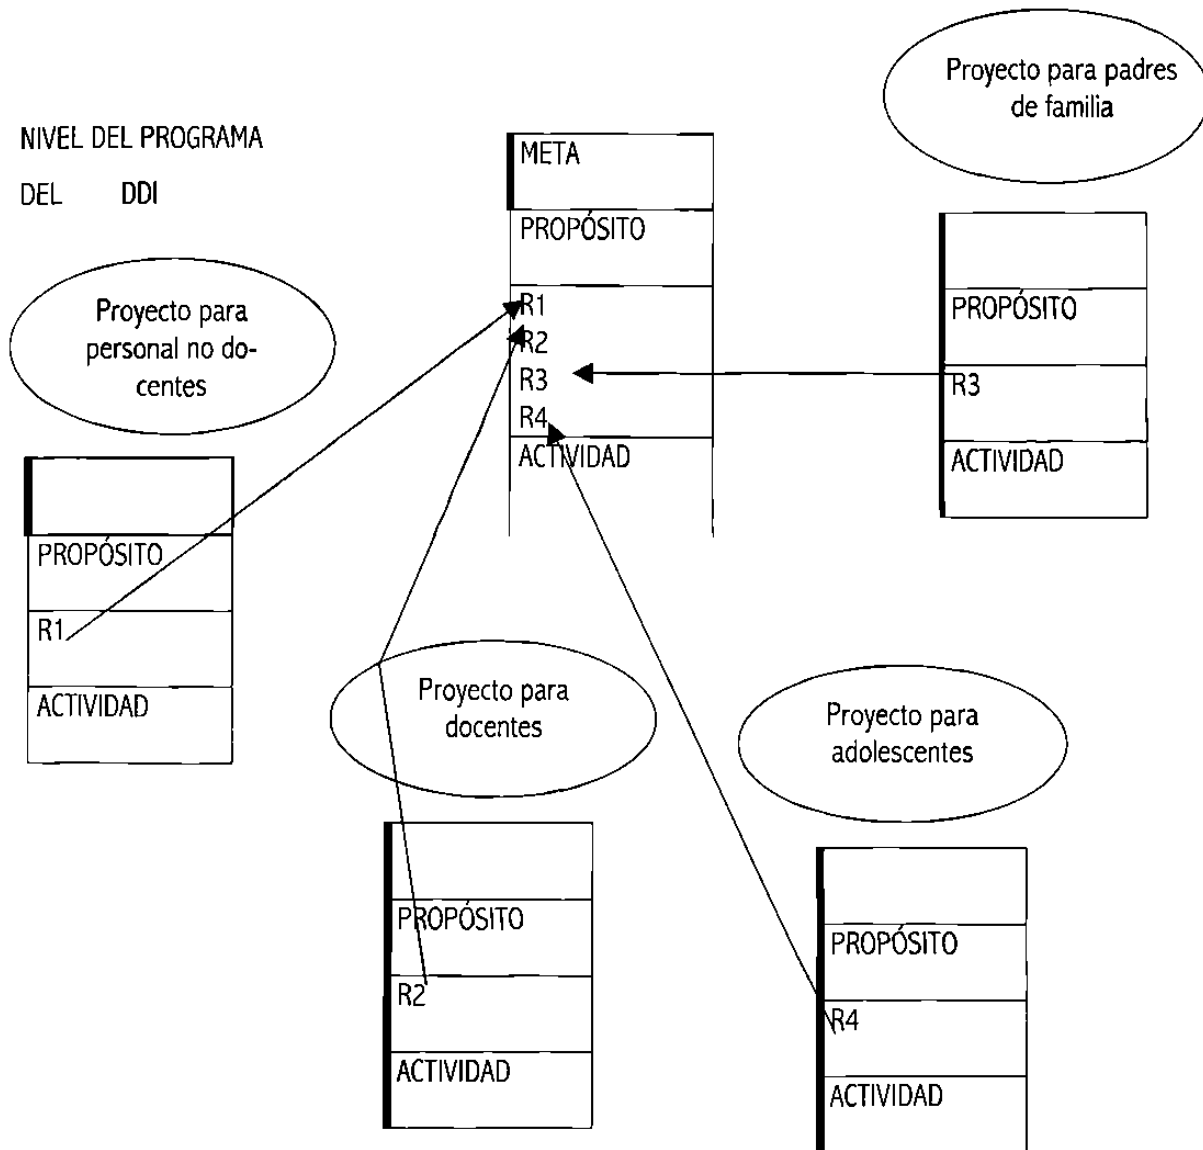 NIVEL DEL PROGRAMA
DEL DDI
META
PROPÓSITO
R1
R2
R3
R4
ACTIVIDAD
Proyecto para padres
de familia
PROPÓSITO
R3
ACTIVIDAD
Proyecto para
personal no do-
centes
PROPÓSITO
R1
ACTIVIDAD
Proyecto para
docentes
PROPÓSITO
R2
ACTIVIDAD
Proyecto para
adolescentes
PROPÓSITO
R4
ACTIVIDAD